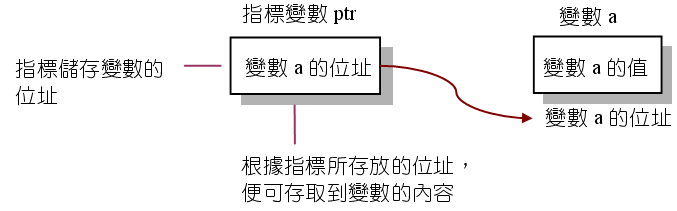 指標變數 ptr
變數 a
指標儲存變數的
位址
變數 a 的位址
變數 a 的值
變數 a 的位址
根據指標所存放的位址，
便可存取到變數的內容